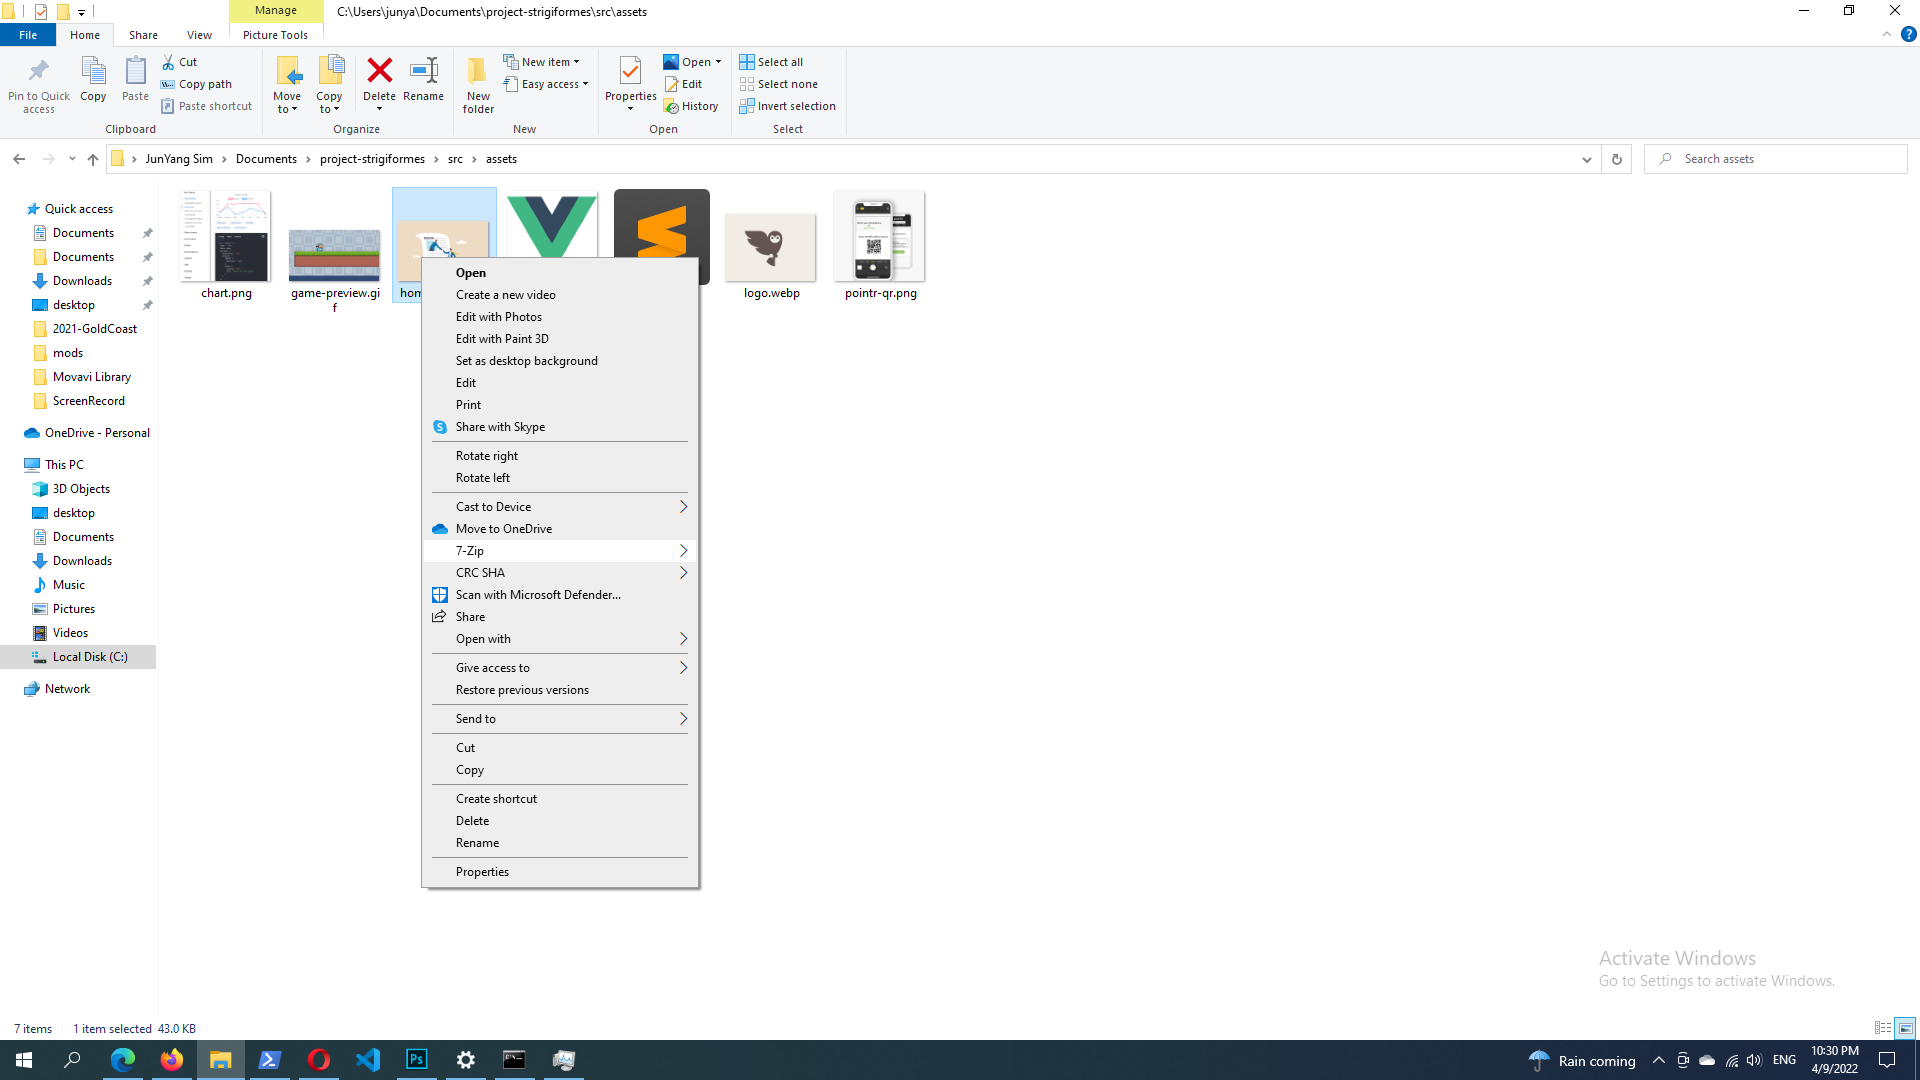 Manage
C:\Users\junya\Documents\project-strigiformes\src\assets
File
Home
Share
View
Picture Tools
Pin to Quick
access
Copy
Paste
Cut
Copy path
Paste shortcut
Clipboard
Move
to
Copy
to
Delete
Rename
Organize
New
folder
New item
Easy access
New
Properties
Open
Edit
History
Open
Select all
Select none
Invert selection
Select
JunYang Sim
Documents
project-strigiformes
src
assets
Search assets
Quick access
Documents
Documents
Downloads
desktop
2021-GoldCoast
mods
Movavi Library
ScreenRecord
OneDrive - Personal
This PC
3D Objects
desktop
Documents
Downloads
Music
Pictures
Videos
Local Disk (C:)
Network
chart.png
game-preview.gi
f
logo.webp
pointr-qr.png
Open
Create a new video
Edit with Photos
Edit with Paint 3D
Set as desktop background
Edit
Print
Share with Skype
Rotate right
Rotate left
Cast to Device
Move to OneDrive
7-Zip
CRC SHA
Scan with Microsoft Defender...
Share
Open with
Give access to
Restore previous versions
Send to
Cut
Copy
Create shortcut
Delete
Rename
Properties
Activate Windows
Go to Settings to activate Windows.
7 items
1 item selected
43.0 KB
Ps
Rain coming
ENG
10:30 PM
4/9/2022